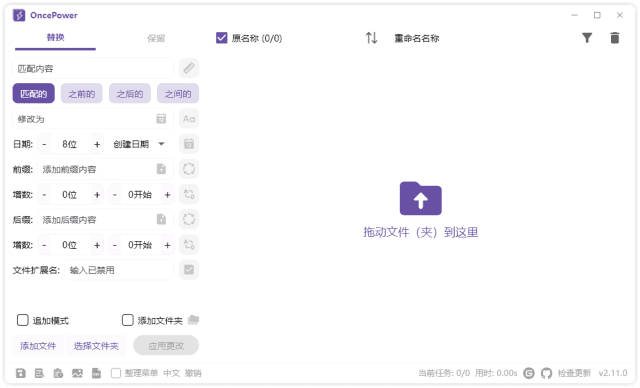 OncePower
替换 保留
原名称 (0/0) 重命名名称
匹配内容
匹配的 之前的 之后的 之间的
修改为 Aa
日期: - 8位 + 创建日期
前缀: 添加前缀内容
增数: - 0位 + - 0开始 +
后缀: 添加后缀内容
增数: - 0位 + - 0开始 +
文件扩展名: 输入已禁用
拖动文件（夹）到这里
追加模式 添加文件夹
添加文件 选择文件夹 应用更改
整理菜单 中文 撤销 当前任务: 0/0 用时: 0.00s 检查更新 v2.11.0